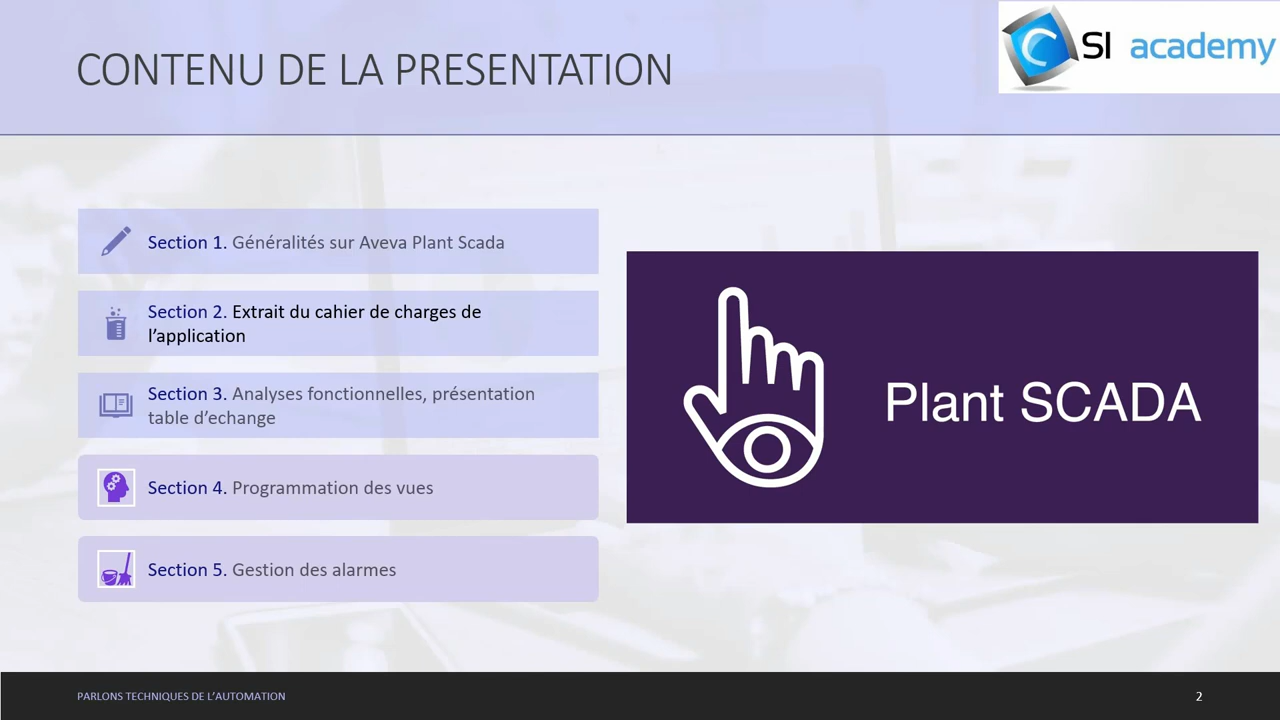 CONTENU DE LA PRESENTATION
SI academy
Section 1. Généralités sur Aveva Plant Scada
Section 2. Extrait du cahier de charges de
l’application
Section 3. Analyses fonctionnelles, présentation
table d’echange
Section 4. Programmation des vues
Section 5. Gestion des alarmes
Plant SCADA
PARLONS TECHNIQUES DE L’AUTOMATION
2